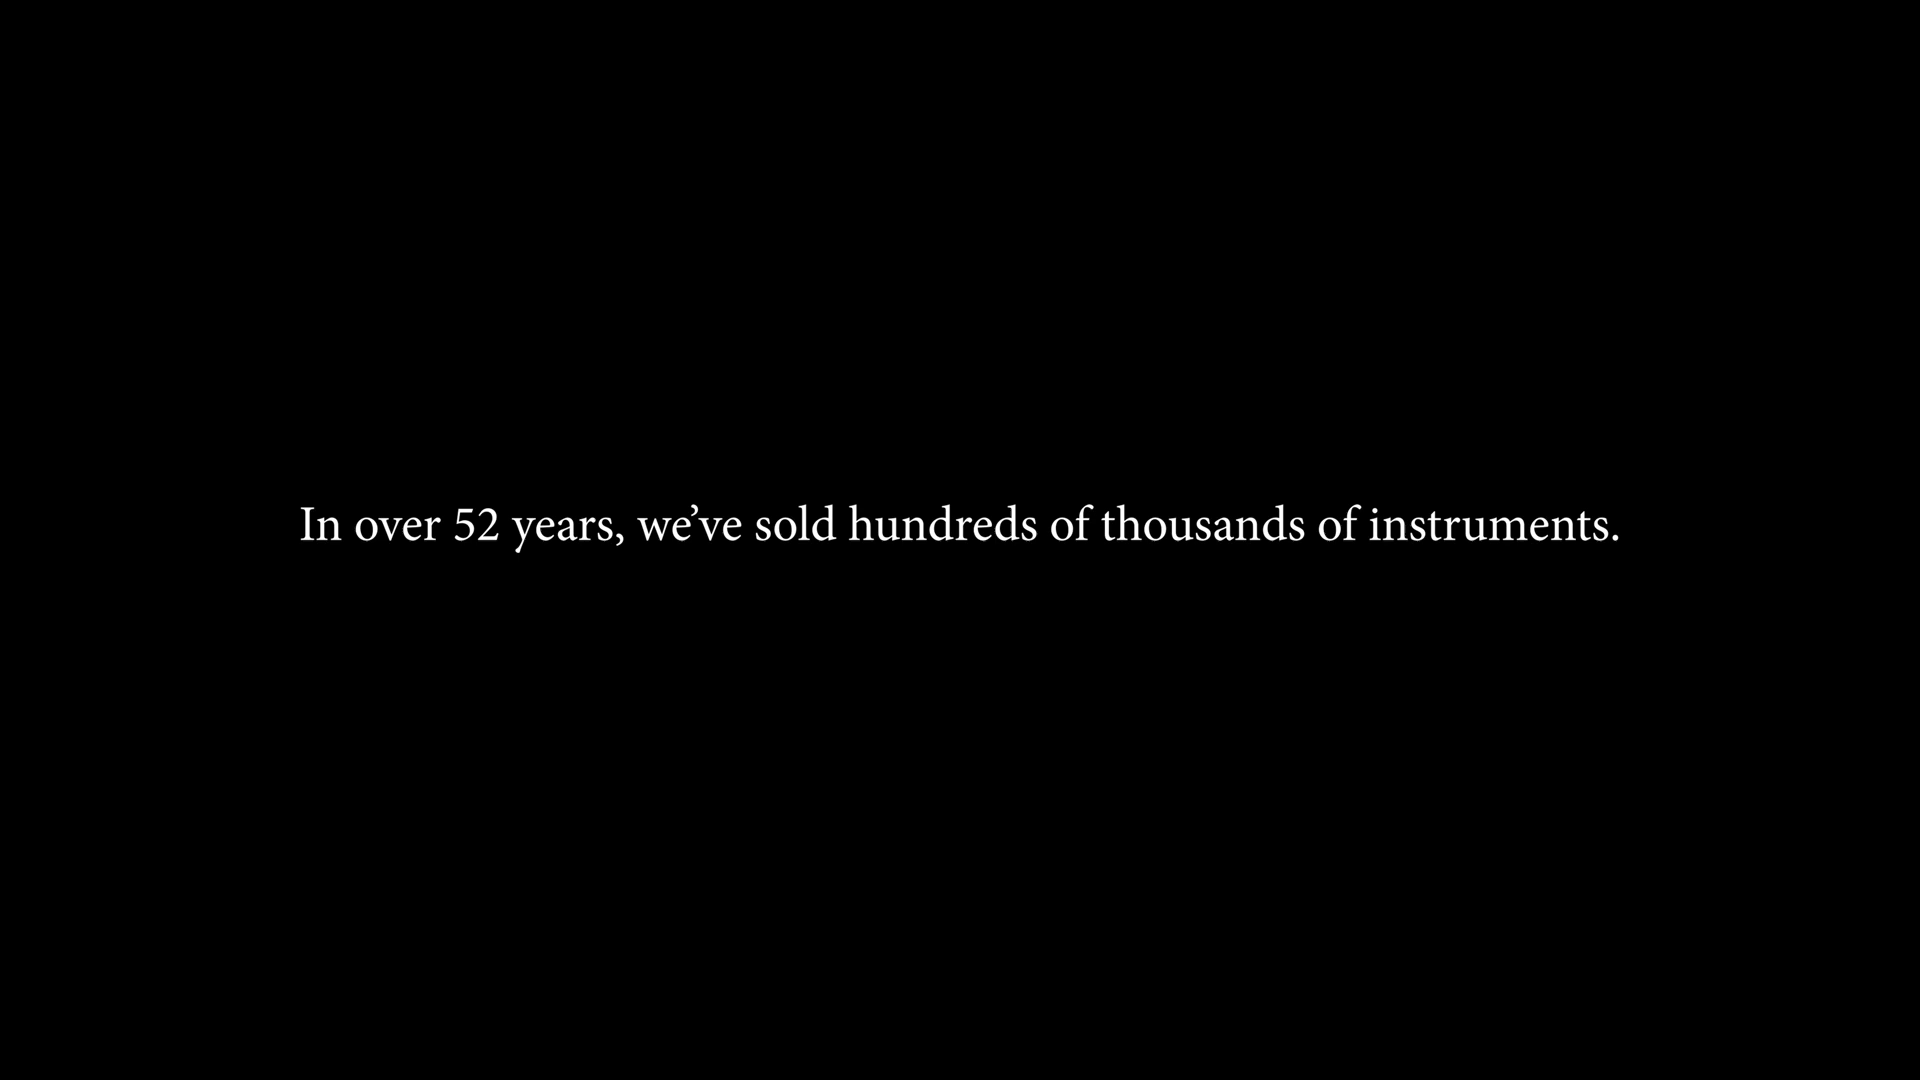 In over 52 years, we’ve sold hundreds of thousands of instruments.